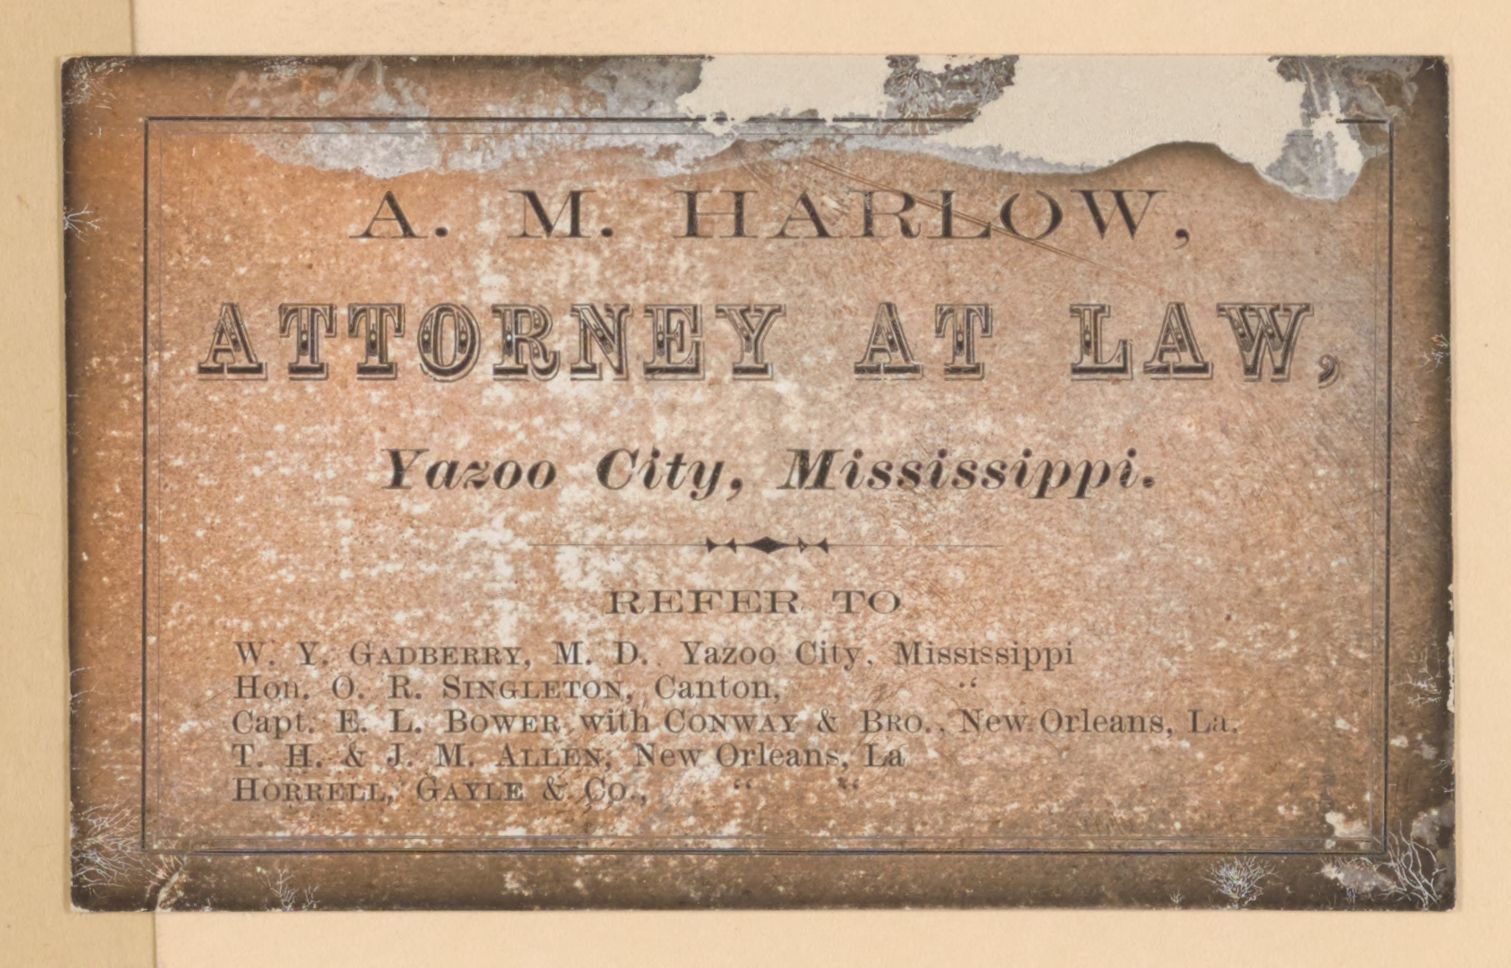 A. M. HARLOW,
ATTORNEY AT LAW,
Yazoo City, Mississippi.
REFER TO
W. Y. GADBERRY, M. D. Yazoo City, Mississippi
Hon. O. R. SINGLETON, Canton, "
Capt. E. L. BOWER with CONWAY & BRO., New Orleans, La.
T. H. & J. M. ALLEN, New Orleans, La
HORRELL, GAYLE & Co., " "